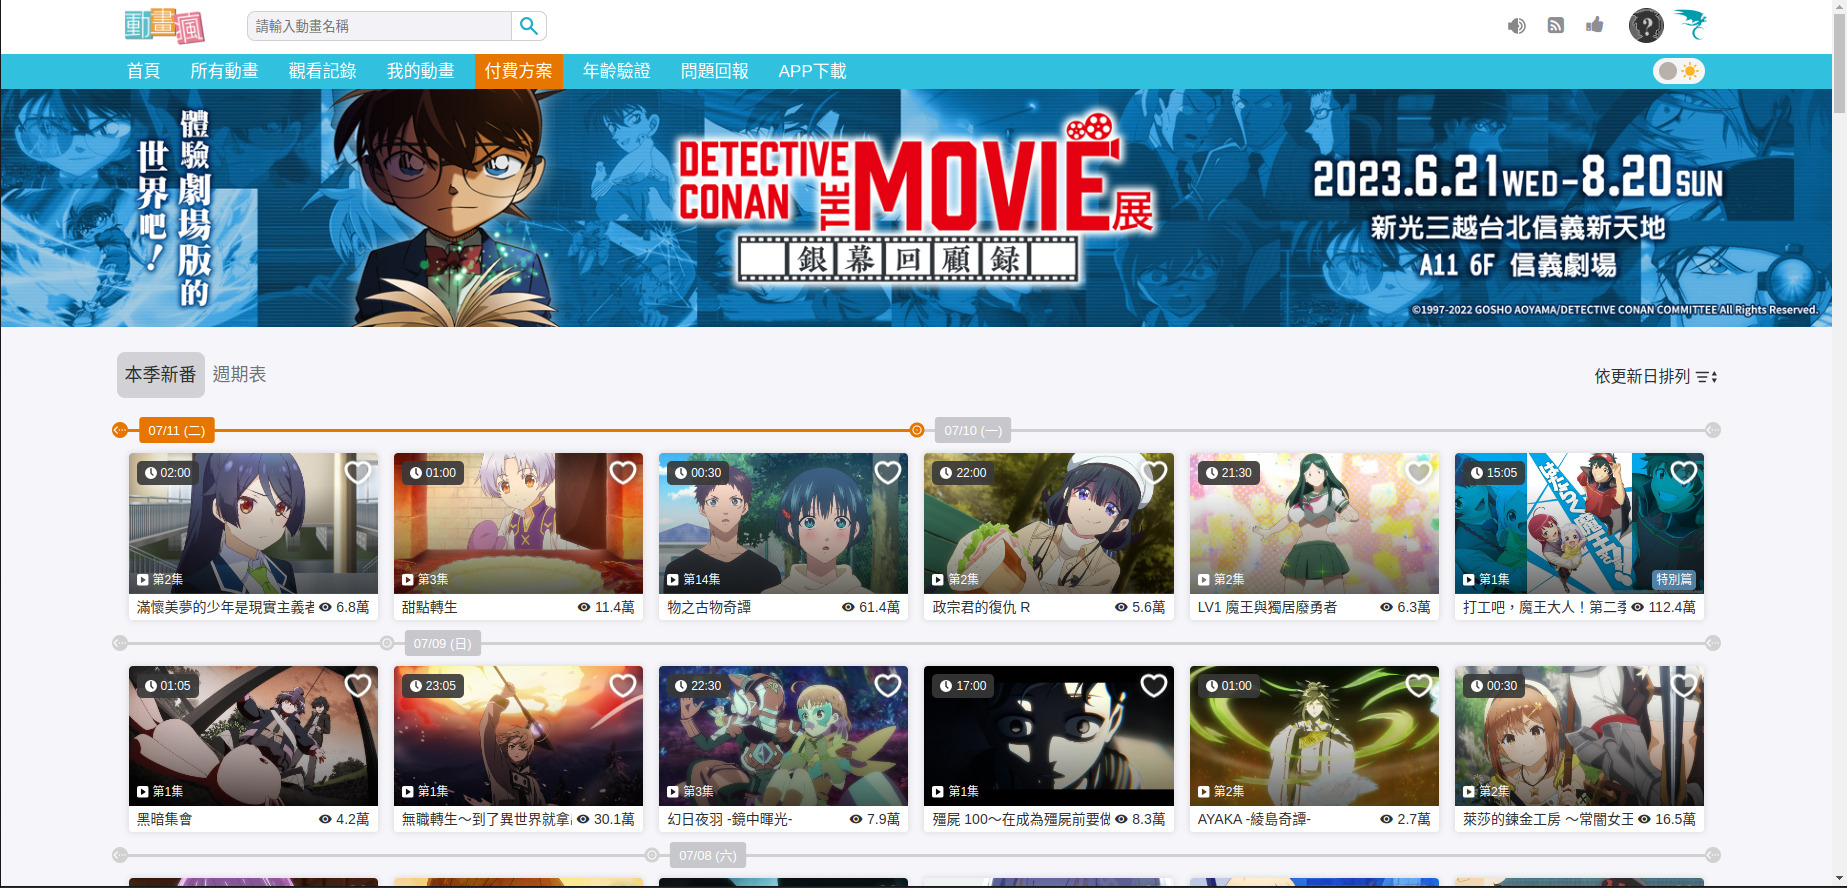 動畫瘋
請輸入動畫名稱
首頁 所有動畫 觀看記錄 我的動畫 付費方案 年齡驗證 問題回報 APP下載
體驗劇場版的
世界吧！
DETECTIVE
CONAN
THE MOVIE展
銀幕回顧録
2023.6.21WED-8.20SUN
新光三越台北信義新天地
A11 6F 信義劇場
©1997-2022 GOSHO AOYAMA/DETECTIVE CONAN COMMITTEE All Rights Reserved.
本季新番 週期表
依更新日排列
07/11 (二) 07/10 (一)
02:00 01:00 00:30 22:00 21:30 15:05
はたらく魔王さま!
第2集 第3集 第14集 第2集 第2集 第1集 特別篇
滿懷美夢的少年是現實主義者 6.8萬 甜點轉生 11.4萬 物之古物奇譚 61.4萬 政宗君的復仇 R 5.6萬 LV1 魔王與獨居廢勇者 6.3萬 打工吧，魔王大人！第二季 112.4萬
07/09 (日)
01:05 23:05 22:30 17:00 01:00 00:30
第1集 第1集 第3集 第1集 第2集 第2集
黑暗集會 4.2萬 無職轉生～到了異世界就拿 30.1萬 幻日夜羽 -鏡中暉光- 7.9萬 殭屍 100～在成為殭屍前要做 8.3萬 AYAKA -綾島奇譚- 2.7萬 萊莎的鍊金工房 ～常闇女王 16.5萬
07/08 (六)